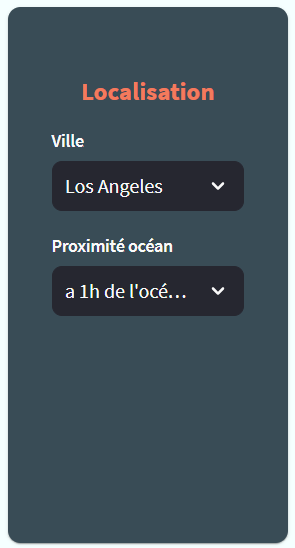 Localisation
Ville
Los Angeles
Proximité océan
a 1h de l'océ...